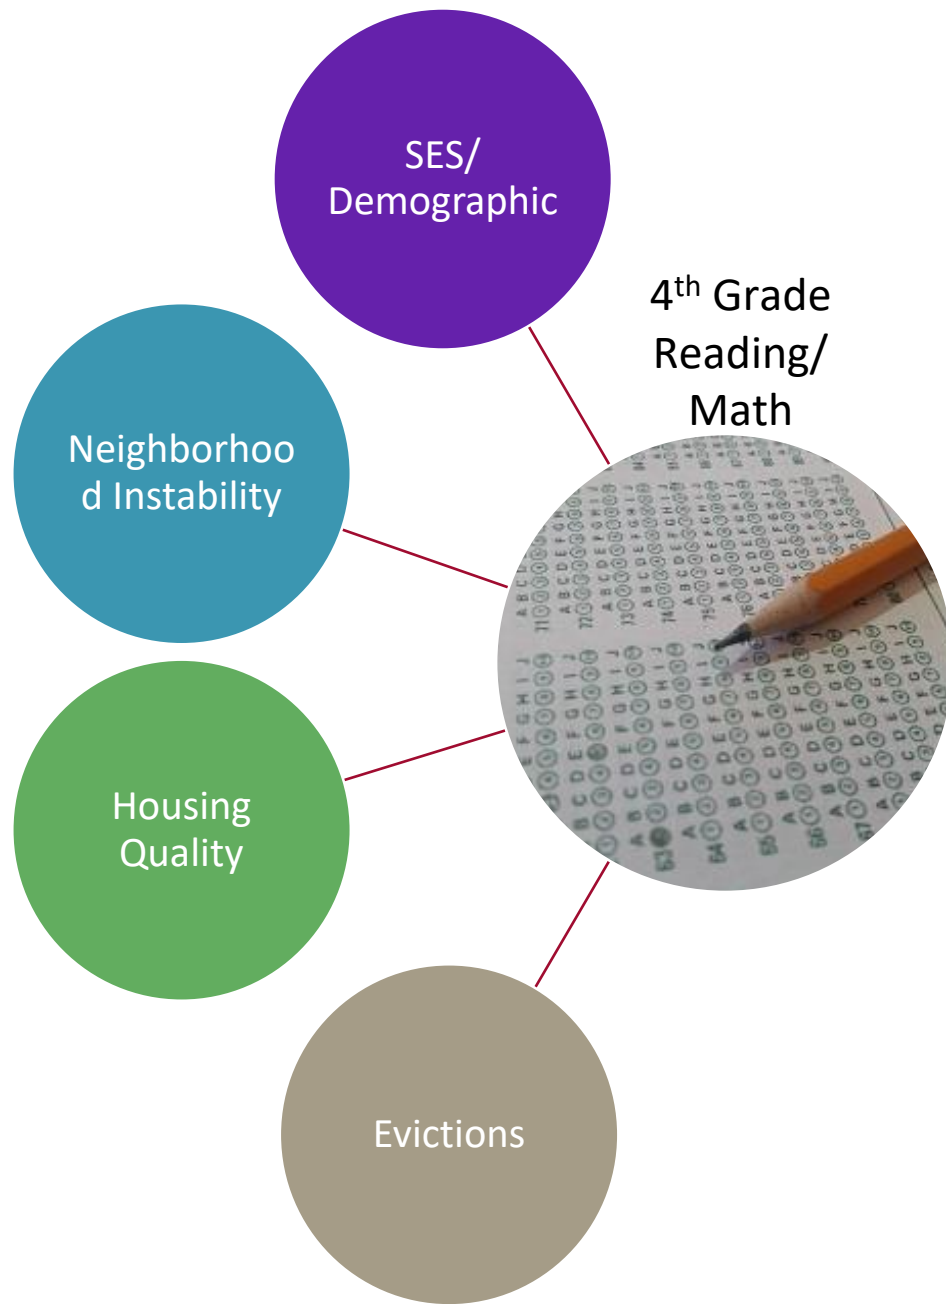 SES/
Demographic
4th Grade
Reading/
Math
Neighborhoo
d Instability
Housing
Quality
Evictions